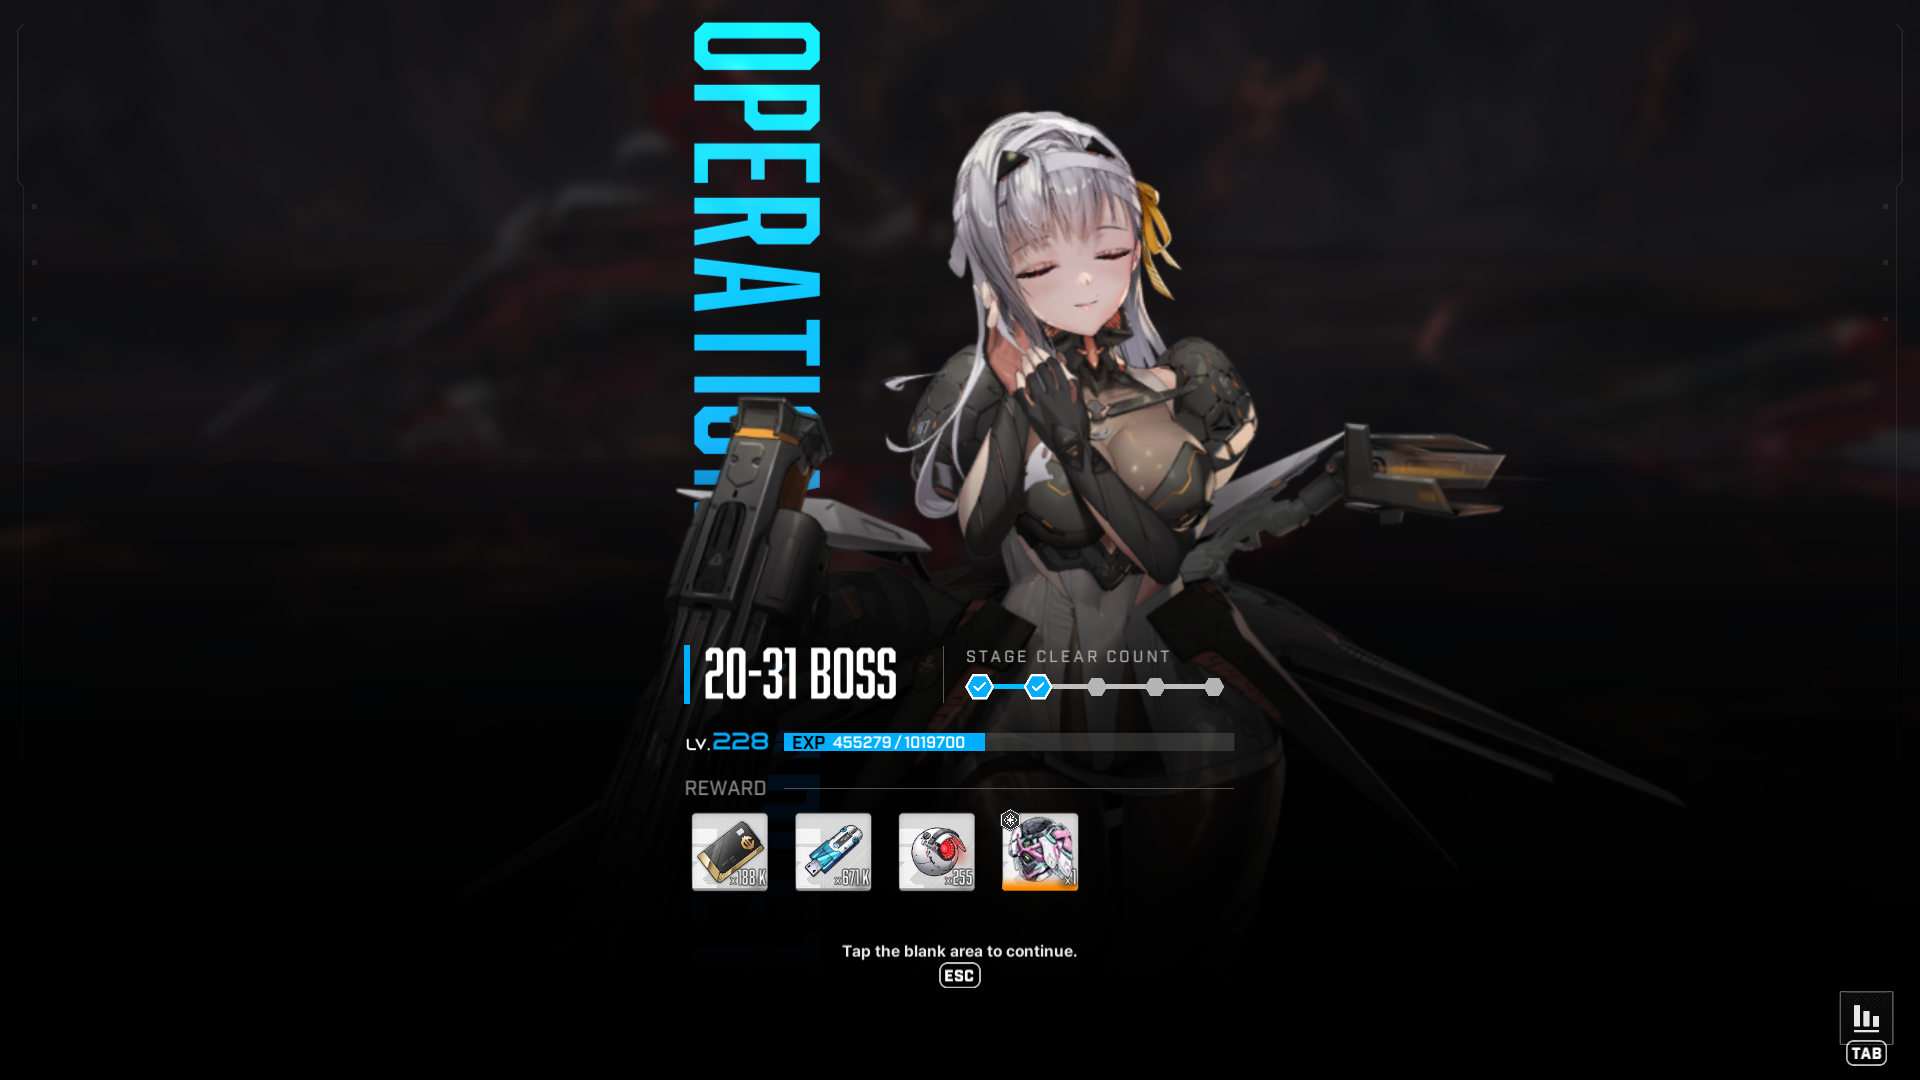 OPERATION
20-31 BOSS
STAGE CLEAR COUNT
LV.228
EXP 455279/1019700
REWARD
x188 K
x671 K
x255
x1
Tap the blank area to continue.
ESC
TAB